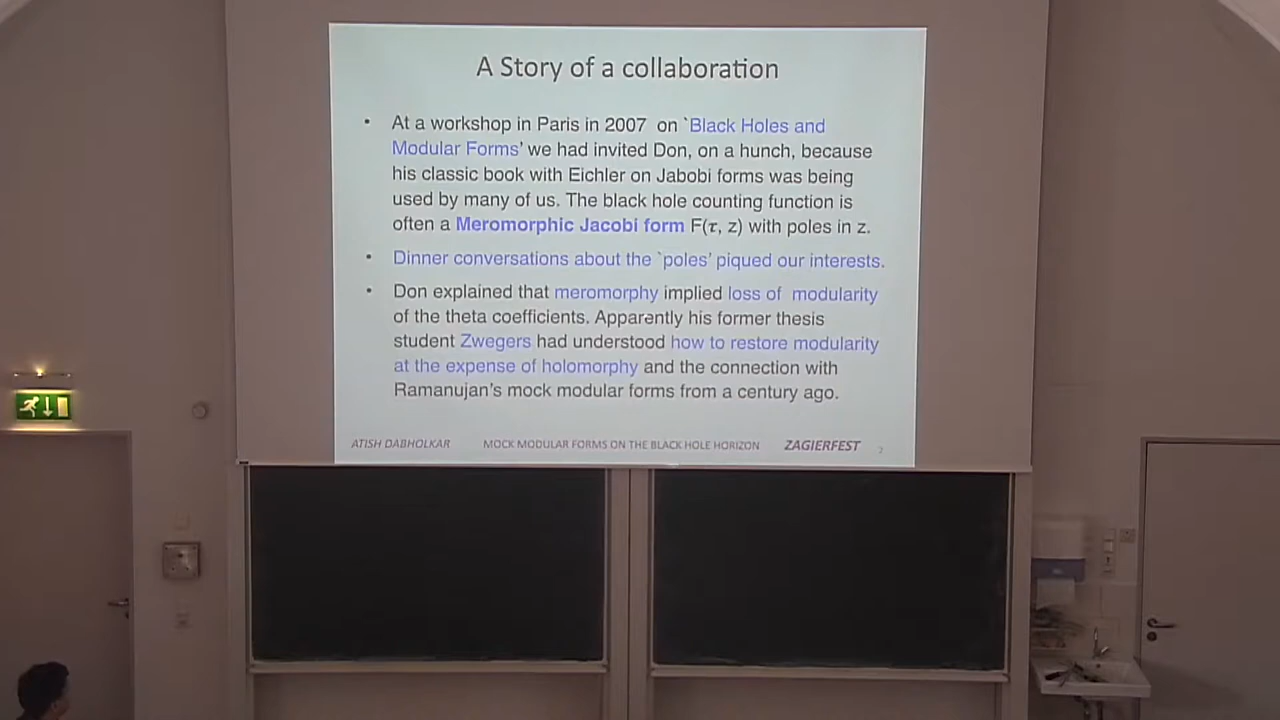 A Story of a collaboration
• At a workshop in Paris in 2007 on `Black Holes and
Modular Forms' we had invited Don, on a hunch, because
his classic book with Eichler on Jabobi forms was being
used by many of us. The black hole counting function is
often a Meromorphic Jacobi form F(τ, z) with poles in z.
• Dinner conversations about the `poles' piqued our interests.
• Don explained that meromorphy implied loss of modularity
of the theta coefficients. Apparently his former thesis
student Zwegers had understood how to restore modularity
at the expense of holomorphy and the connection with
Ramanujan's mock modular forms from a century ago.
ATISH DABHOLKAR MOCK MODULAR FORMS ON THE BLACK HOLE HORIZON ZAGIERFEST 2